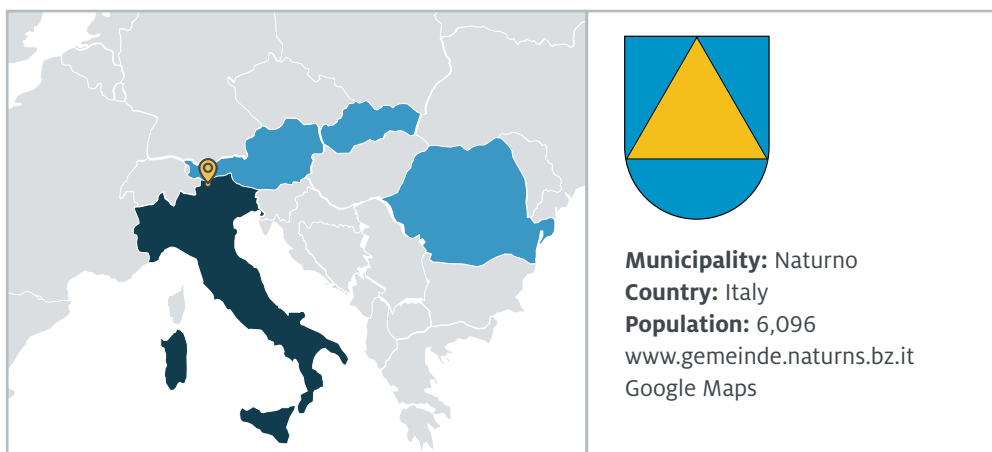 Municipality: Naturno
Country: Italy
Population: 6,096
www.gemeinde.naturns.bz.it
Google Maps